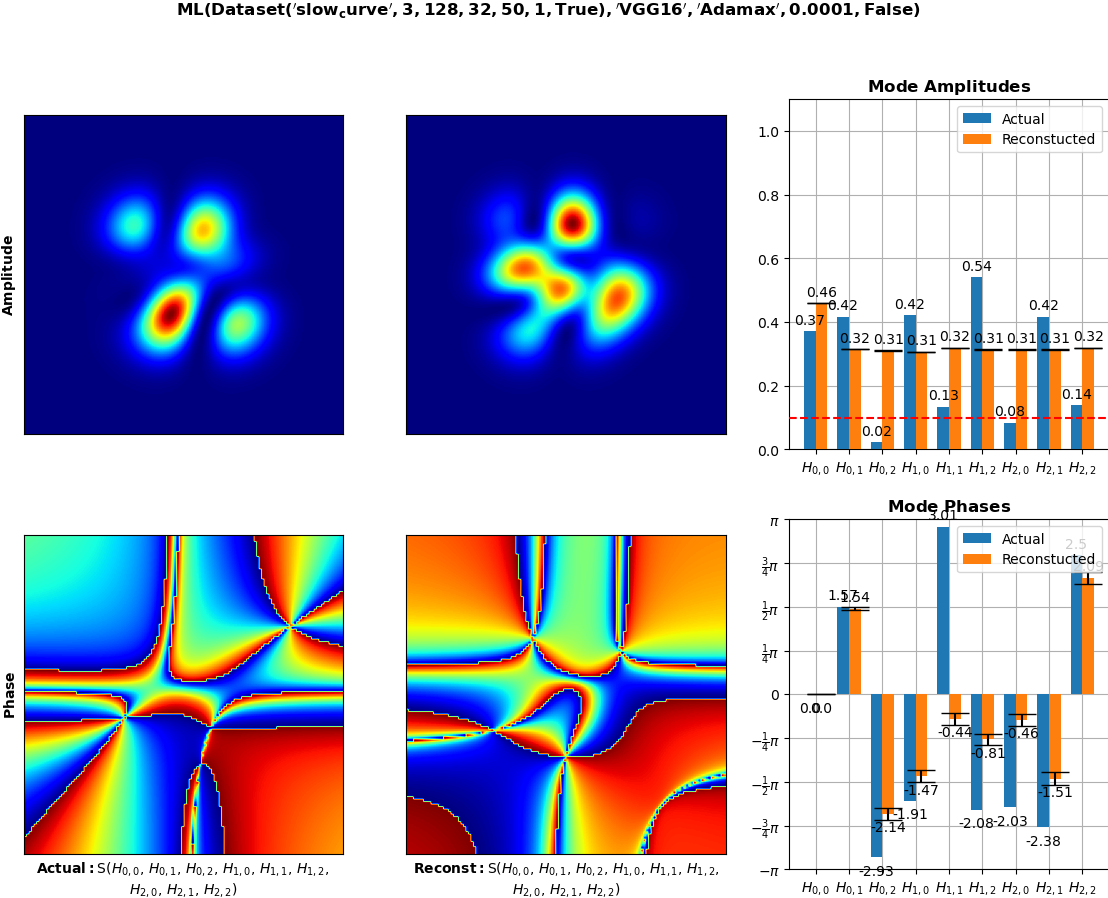 ML(Dataset('slow_curve', 3, 128, 32, 50, 1, True), 'VGG16', 'Adamax', 0.0001, False)
Amplitude
Mode Amplitudes
Actual
Reconstucted
1.0
0.8
0.6
0.4
0.2
0.0
0.37
0.46
0.42
0.32
0.02
0.31
0.42
0.31
0.13
0.32
0.54
0.31
0.08
0.31
0.42
0.31
0.14
0.32
H0,0 H0,1 H0,2 H1,0 H1,1 H1,2 H2,0 H2,1 H2,2
Phase
Mode Phases
Actual
Reconstucted
π
3/4π
1/2π
1/4π
0
−1/4π
−1/2π
−3/4π
−π
0.0
0.0
1.57
1.54
-2.93
-2.14
-1.91
-1.47
3.01
-0.44
-2.08
-0.81
-2.03
-0.46
-2.38
-1.51
2.5
H0,0 H0,1 H0,2 H1,0 H1,1 H1,2 H2,0 H2,1 H2,2
Actual: S(H0,0, H0,1, H0,2, H1,0, H1,1, H1,2,
H2,0, H2,1, H2,2)
Reconst: S(H0,0, H0,1, H0,2, H1,0, H1,1, H1,2,
H2,0, H2,1, H2,2)